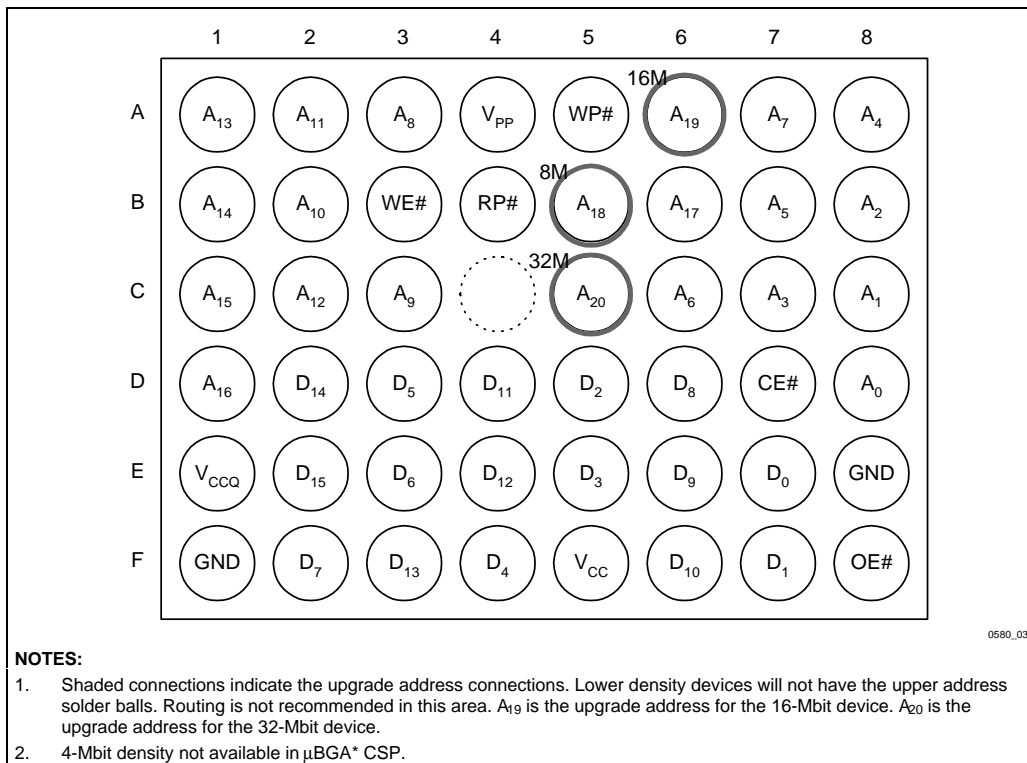 1 2 3 4 5 6 7 8
16M
A A13 A11 A8 VPP WP# A19 A7 A4
8M
B A14 A10 WE# RP# A18 A17 A5 A2
32M
C A15 A12 A9 A20 A6 A3 A1
D A16 D14 D5 D11 D2 D8 CE# A0
E VCCQ D15 D6 D12 D3 D9 D0 GND
F GND D7 D13 D4 VCC D10 D1 OE#
0580_03
NOTES:
1. Shaded connections indicate the upgrade address connections. Lower density devices will not have the upper address
solder balls. Routing is not recommended in this area. A19 is the upgrade address for the 16-Mbit device. A20 is the
upgrade address for the 32-Mbit device.
2. 4-Mbit density not available in µBGA* CSP.